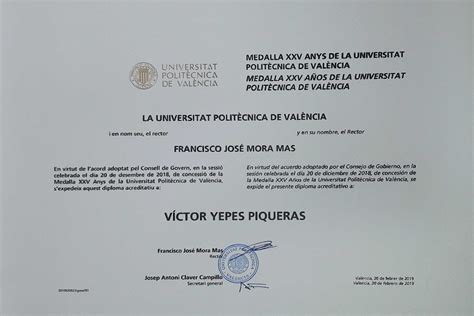 UNIVERSITAT
POLITÈCNICA
DE VALÈNCIA
MEDALLA XXV ANYS DE LA UNIVERSITAT
POLITÈCNICA DE VALÈNCIA
MEDALLA XXV AÑOS DE LA UNIVERSITAT
POLITÈCNICA DE VALÈNCIA
LA UNIVERSITAT POLITÈCNICA DE VALÈNCIA
i en nom seu, el rector
y en su nombre, el Rector
FRANCISCO JOSÉ MORA MAS
En virtut de l'acord adoptat pel Consell de Govern, en la sessió
celebrada el dia 20 de desembre de 2018, de concessió de la
Medalla XXV Anys de la Universitat Politècnica de València,
s'expedeix aquest diploma acreditatiu a:
En virtud del acuerdo adoptado por el Consejo de Gobierno, en la
sesión celebrada el día 20 de diciembre de 2018, de concesión de
la Medalla XXV Años de la Universitat Politècnica de València, se
expide el presente diploma acreditativo a:
VÍCTOR YEPES PIQUERAS
Francisco José Mora Mas
Rector
Josep Antoni Claver Campillo
Secretari general
València, 20 de febrer de 2019
Valencia, 20 de febrero de 2019